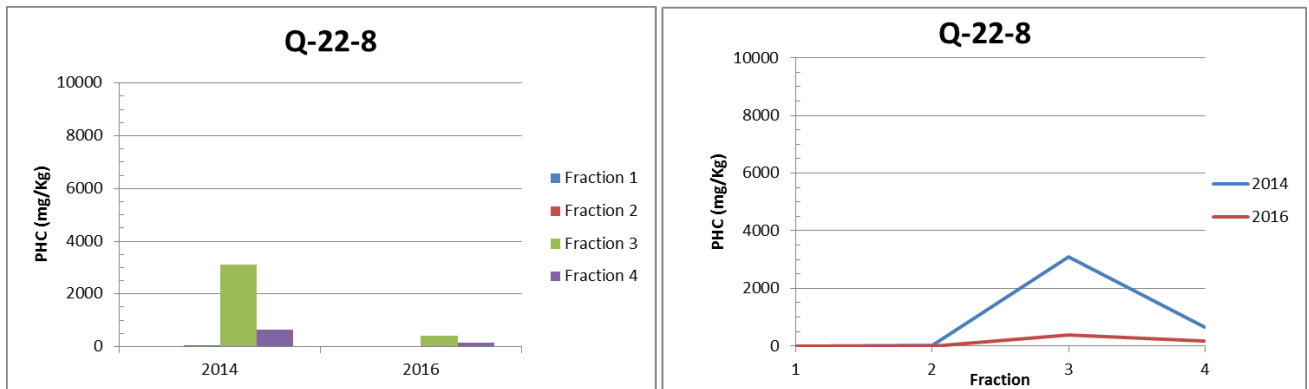 Q-22-8
10000
8000
6000
4000
2000
0
PHC (mg/Kg)
2014 2016
Fraction 1
Fraction 2
Fraction 3
Fraction 4
Q-22-8
10000
8000
6000
4000
2000
0
PHC (mg/Kg)
1 2 3 4
Fraction
2014
2016